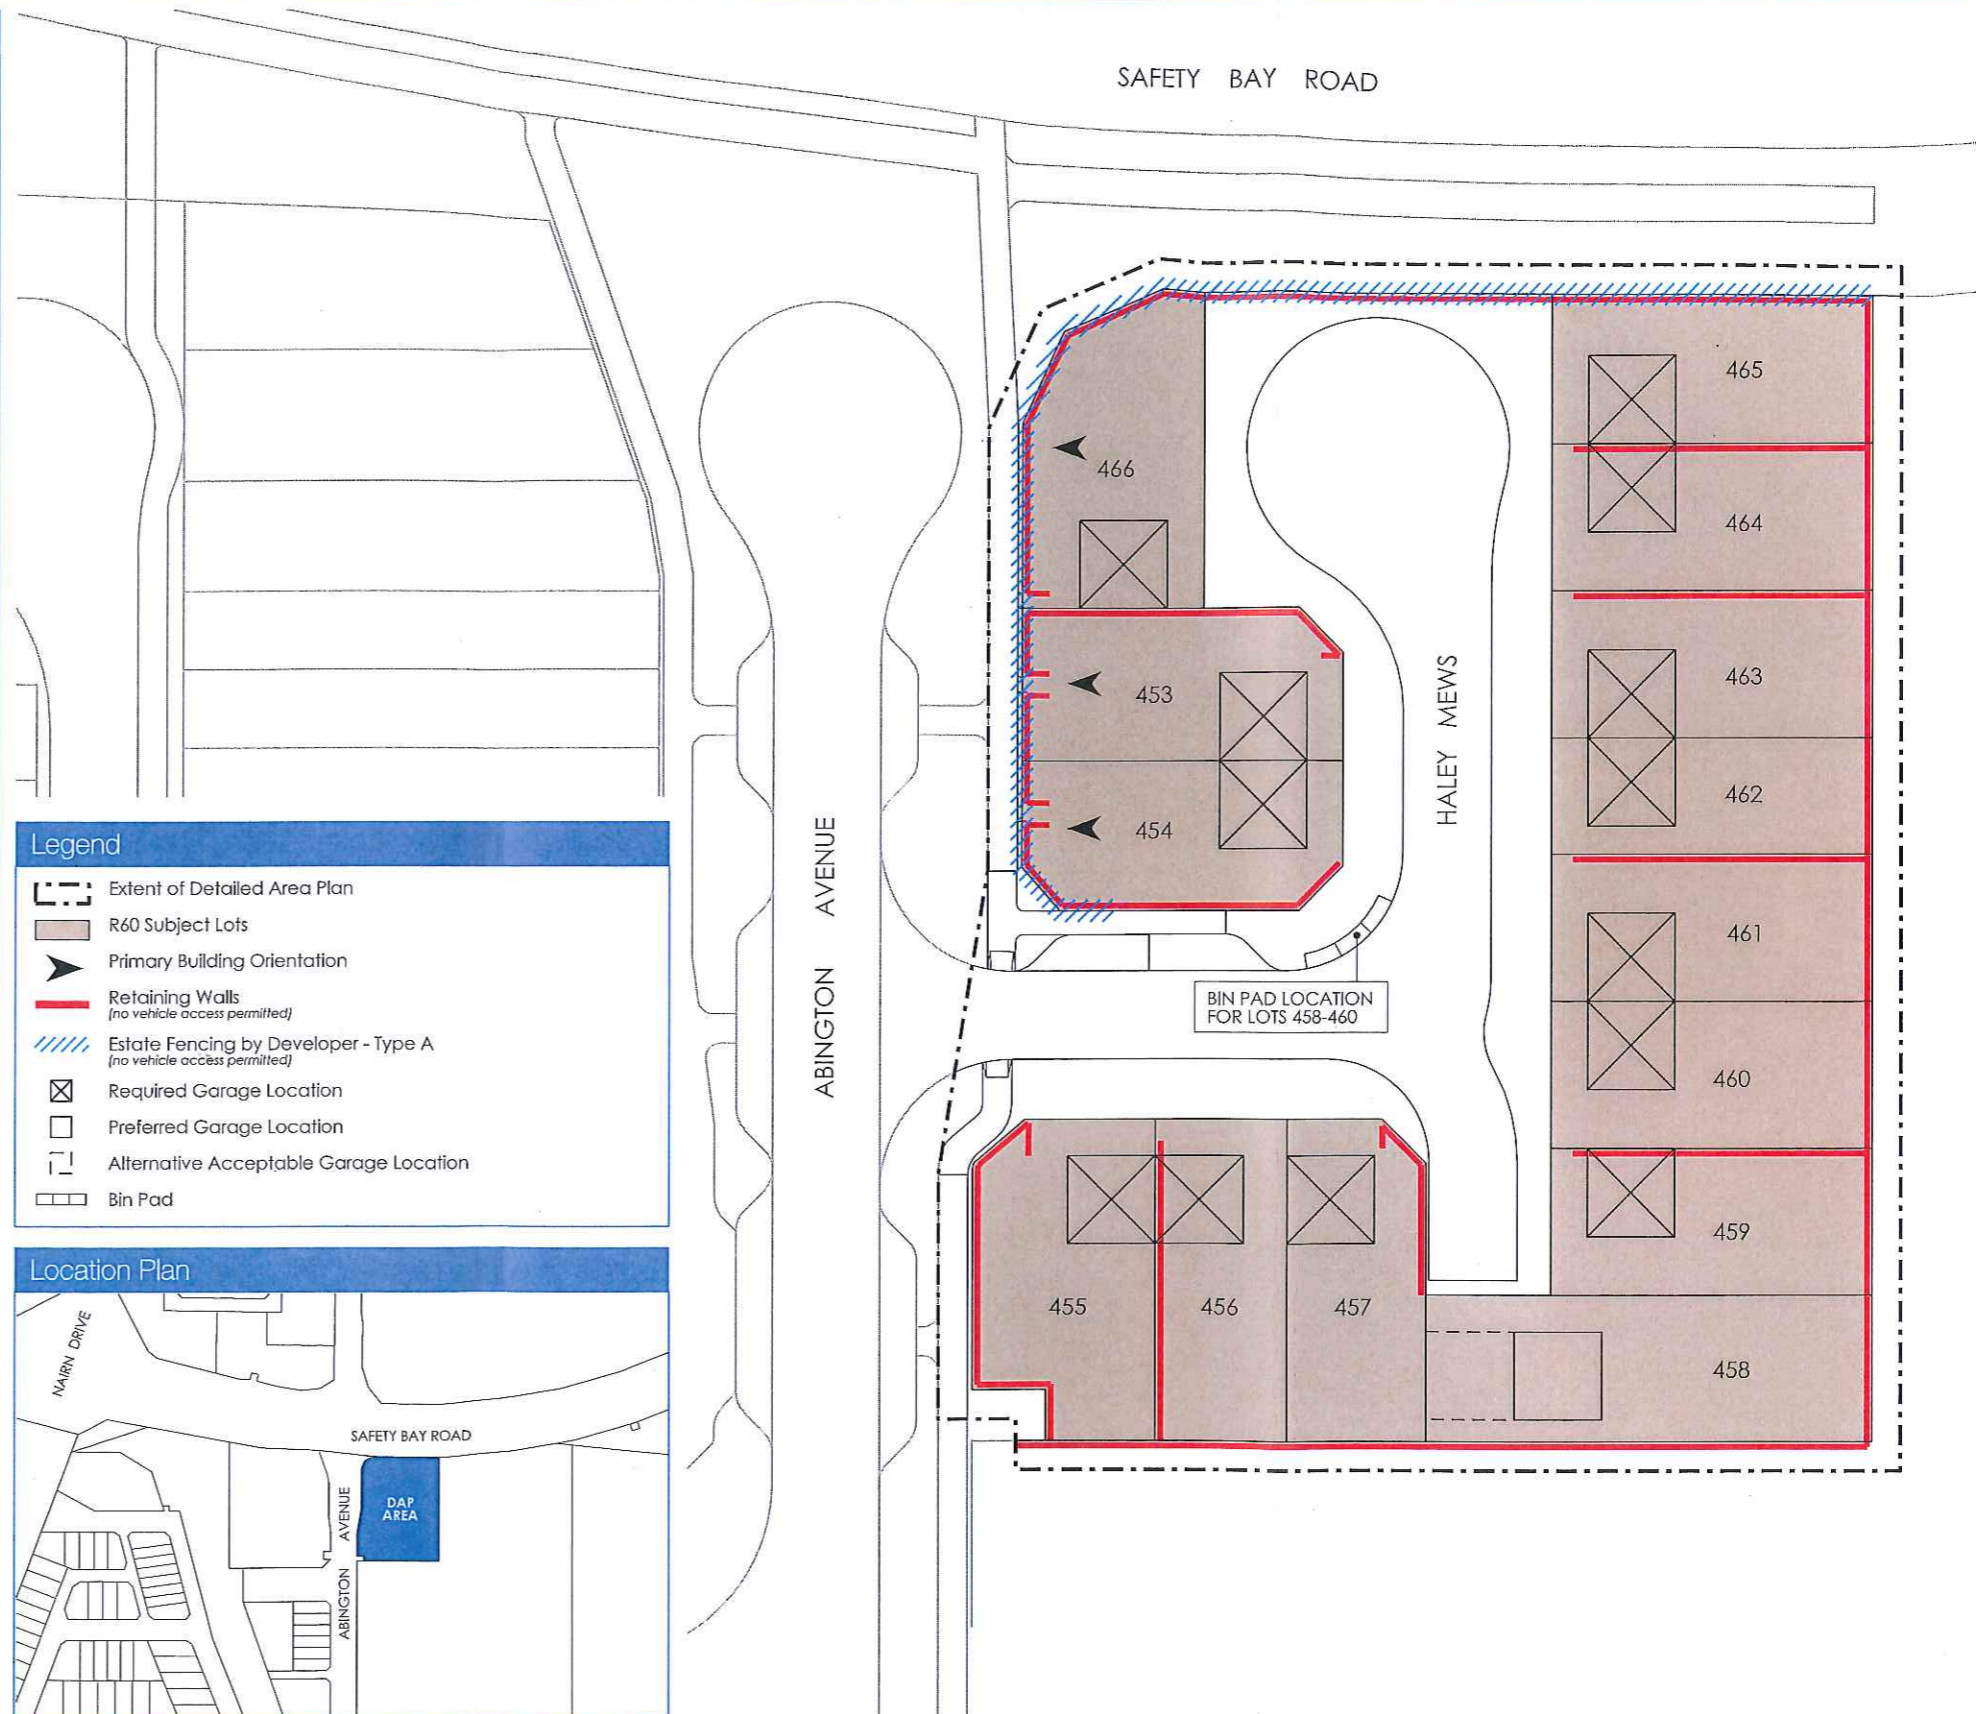 SAFETY BAY ROAD
465
466
464
463
453
HALEY MEWS
462
454
ABINGTON AVENUE
461
BIN PAD LOCATION
FOR LOTS 458-460
460
459
455
456
457
458
Legend
Extent of Detailed Area Plan
R60 Subject Lots
Primary Building Orientation
Retaining Walls
(no vehicle access permitted)
Estate Fencing by Developer - Type A
(no vehicle access permitted)
Required Garage Location
Preferred Garage Location
Alternative Acceptable Garage Location
Bin Pad
Location Plan
NAIRN DRIVE
SAFETY BAY ROAD
ABINGTON AVENUE
DAP
AREA